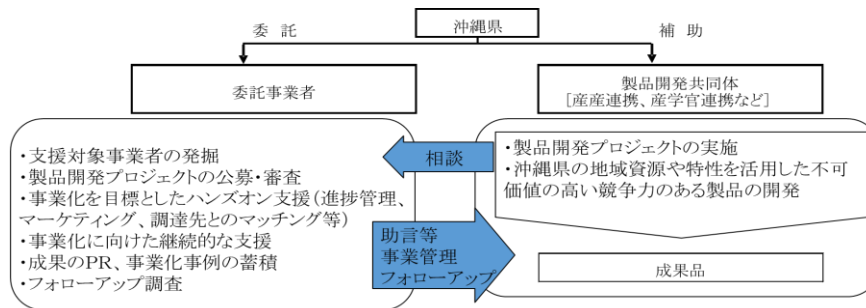 沖縄県
委 託
補 助
委託事業者
製品開発共同体
[産産連携、産学官連携など]
・支援対象事業者の発掘
・製品開発プロジェクトの公募・審査
・事業化を目標としたハンズオン支援(進捗管理、
マーケティング、調達先とのマッチング等)
・事業化に向けた継続的な支援
・成果のPR、事業化事例の蓄積
・フォローアップ調査
相談
助言等
事業管理
フォローアップ
・製品開発プロジェクトの実施
・沖縄県の地域資源や特性を活用した不可
価値の高い競争力のある製品の開発
成果品